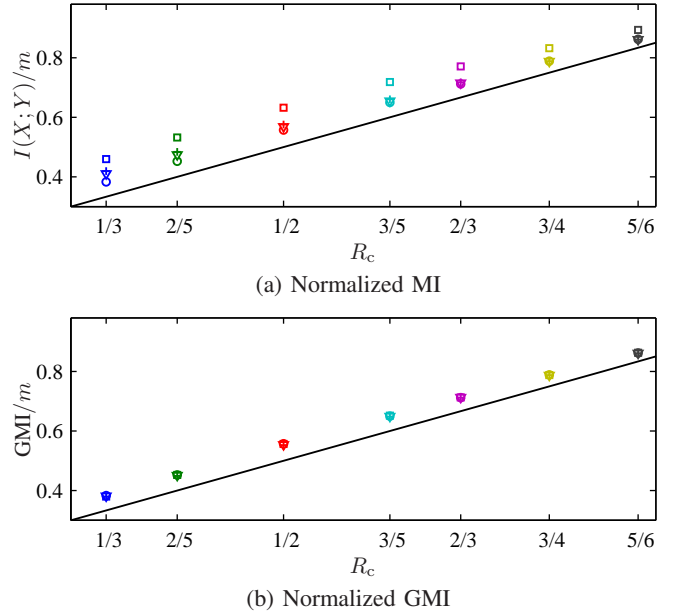 0.8
0.6
0.4
I(X;Y)/m
1/3 2/5 1/2 3/5 2/3 3/4 5/6
R_c
(a) Normalized MI
0.8
0.6
0.4
GMI/m
1/3 2/5 1/2 3/5 2/3 3/4 5/6
R_c
(b) Normalized GMI